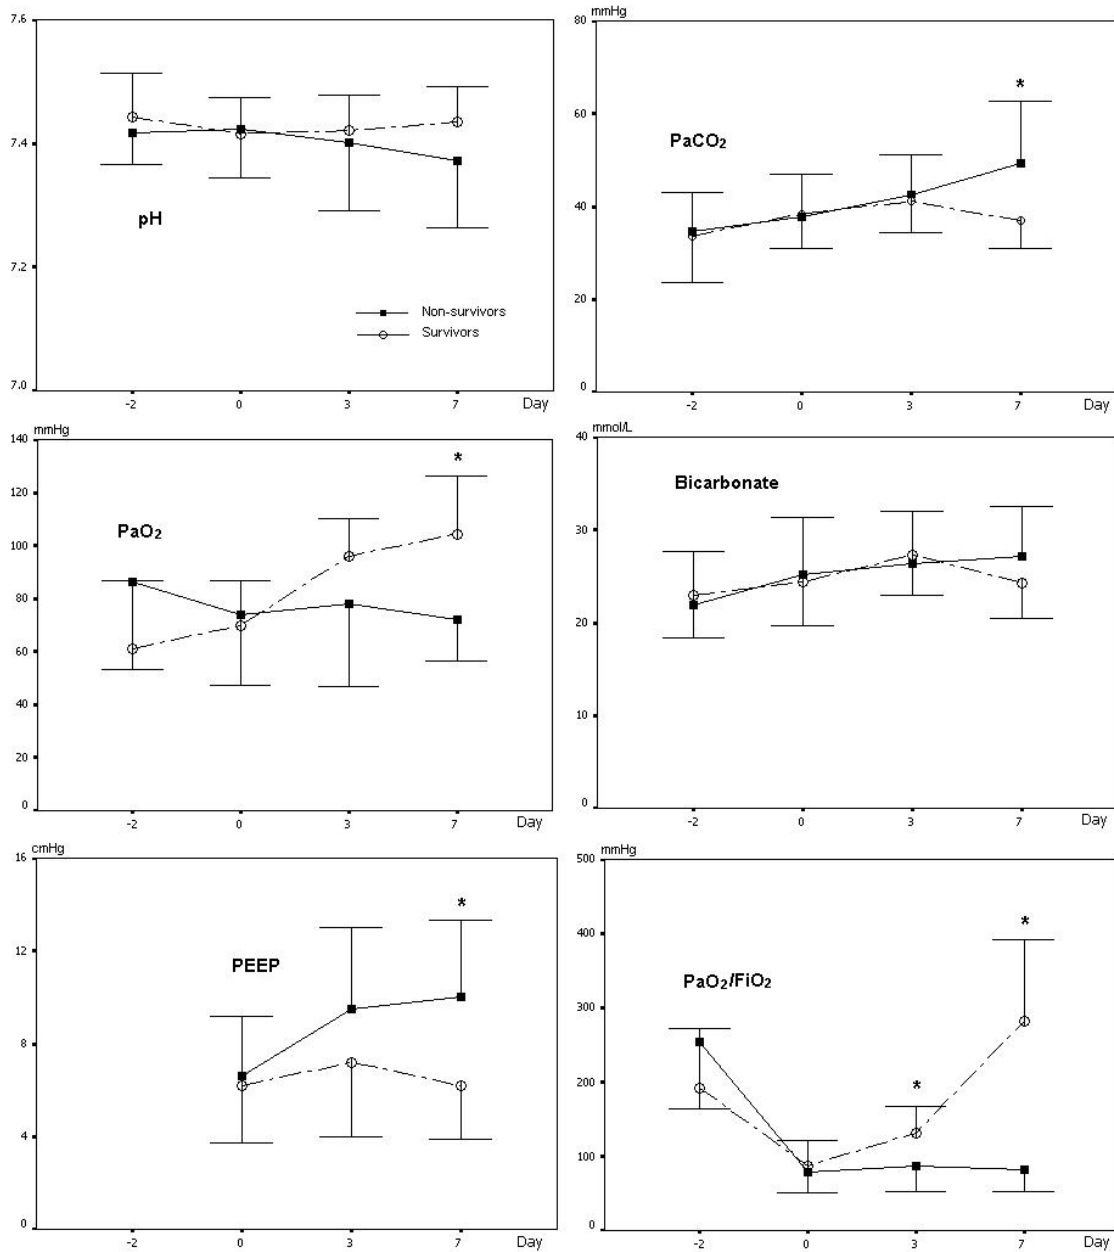 7.6
7.4
pH
7.2
Non-survivors
Survivors
7.0
-2 0 3 7 Day
mmHg
80
*
60
PaCO2
40
20
0
-2 0 3 7 Day
mmHg
140
*
120
PaO2
100
80
60
40
20
0
-2 0 3 7 Day
mmol/L
40
Bicarbonate
30
20
10
0
-2 0 3 7 Day
cmHg
16
*
12
PEEP
8
4
0
-2 0 3 7 Day
mmHg
500
*
400
PaO2/FiO2
300
200
*
100
0
-2 0 3 7 Day